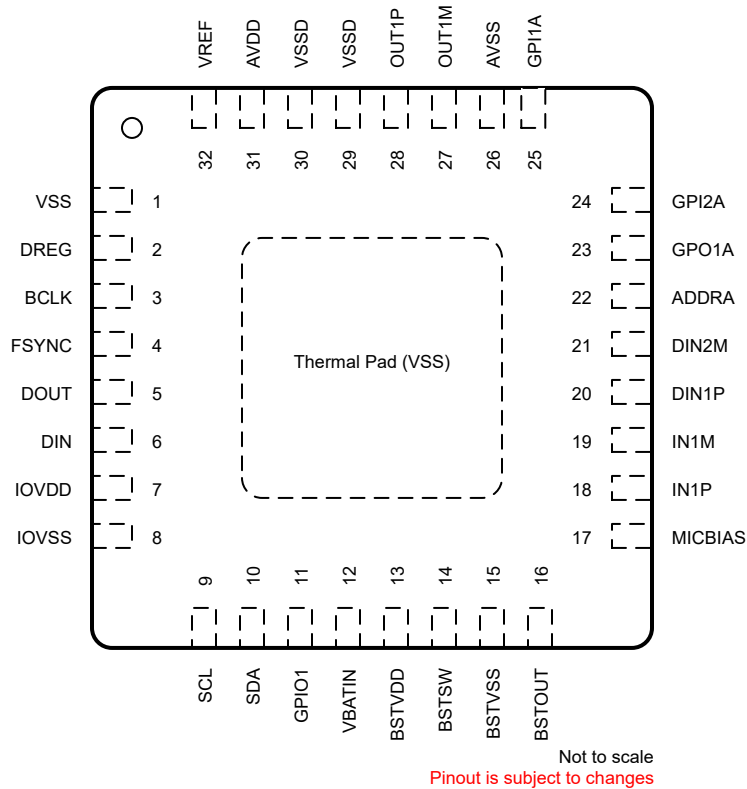 VREF
AVDD
VSSD
VSSD
OUT1P
OUT1M
AVSS
GPI1A
32
31
30
29
28
27
26
25
VSS 1
DREG 2
BCLK 3
FSYNC 4
DOUT 5
DIN 6
IOVDD 7
IOVSS 8
Thermal Pad (VSS)
24 GPI2A
23 GPO1A
22 ADDRA
21 DIN2M
20 DIN1P
19 IN1M
18 IN1P
17 MICBIAS
9
10
11
12
13
14
15
16
SCL
SDA
GPIO1
VBATIN
BSTVDD
BSTSW
BSTVSS
BSTOUT
Not to scale
Pinout is subject to changes